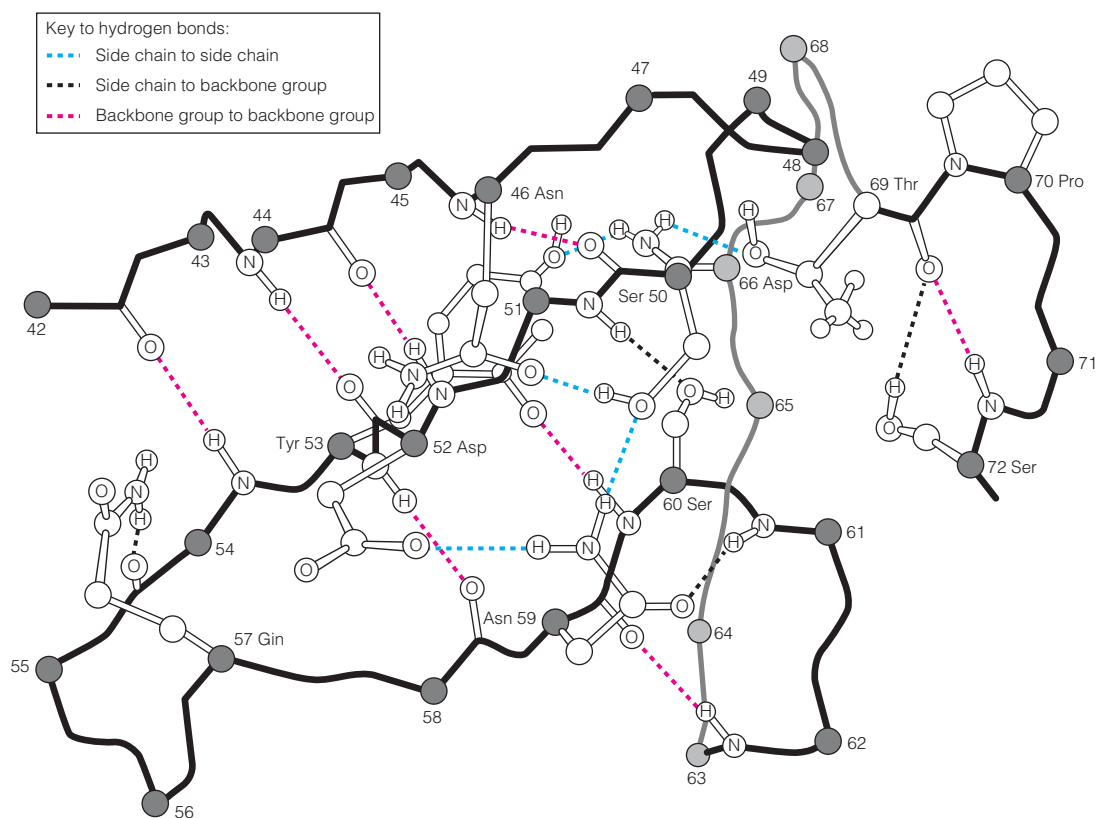 Key to hydrogen bonds:
Side chain to side chain
Side chain to backbone group
Backbone group to backbone group
68
47
49
48
67
69 Thr
N
70 Pro
45
46 Asn
N
H
H
H
H
H
44
43
N
O
O
N
O
66 Asp
O
H
O
Ser 50
51
N
H
42
O
H
H
O
N
O
H
H
O
H
O
O
H
N
H
71
65
H
O
N
Tyr 53
52 Asp
H
N
72 Ser
H
O
N
H
O
54
H
H
H
N
60 Ser
N
H
61
O
O
H
N
O
O
Asn 59
O
64
O
57 Gin
55
58
H
N
62
63
56